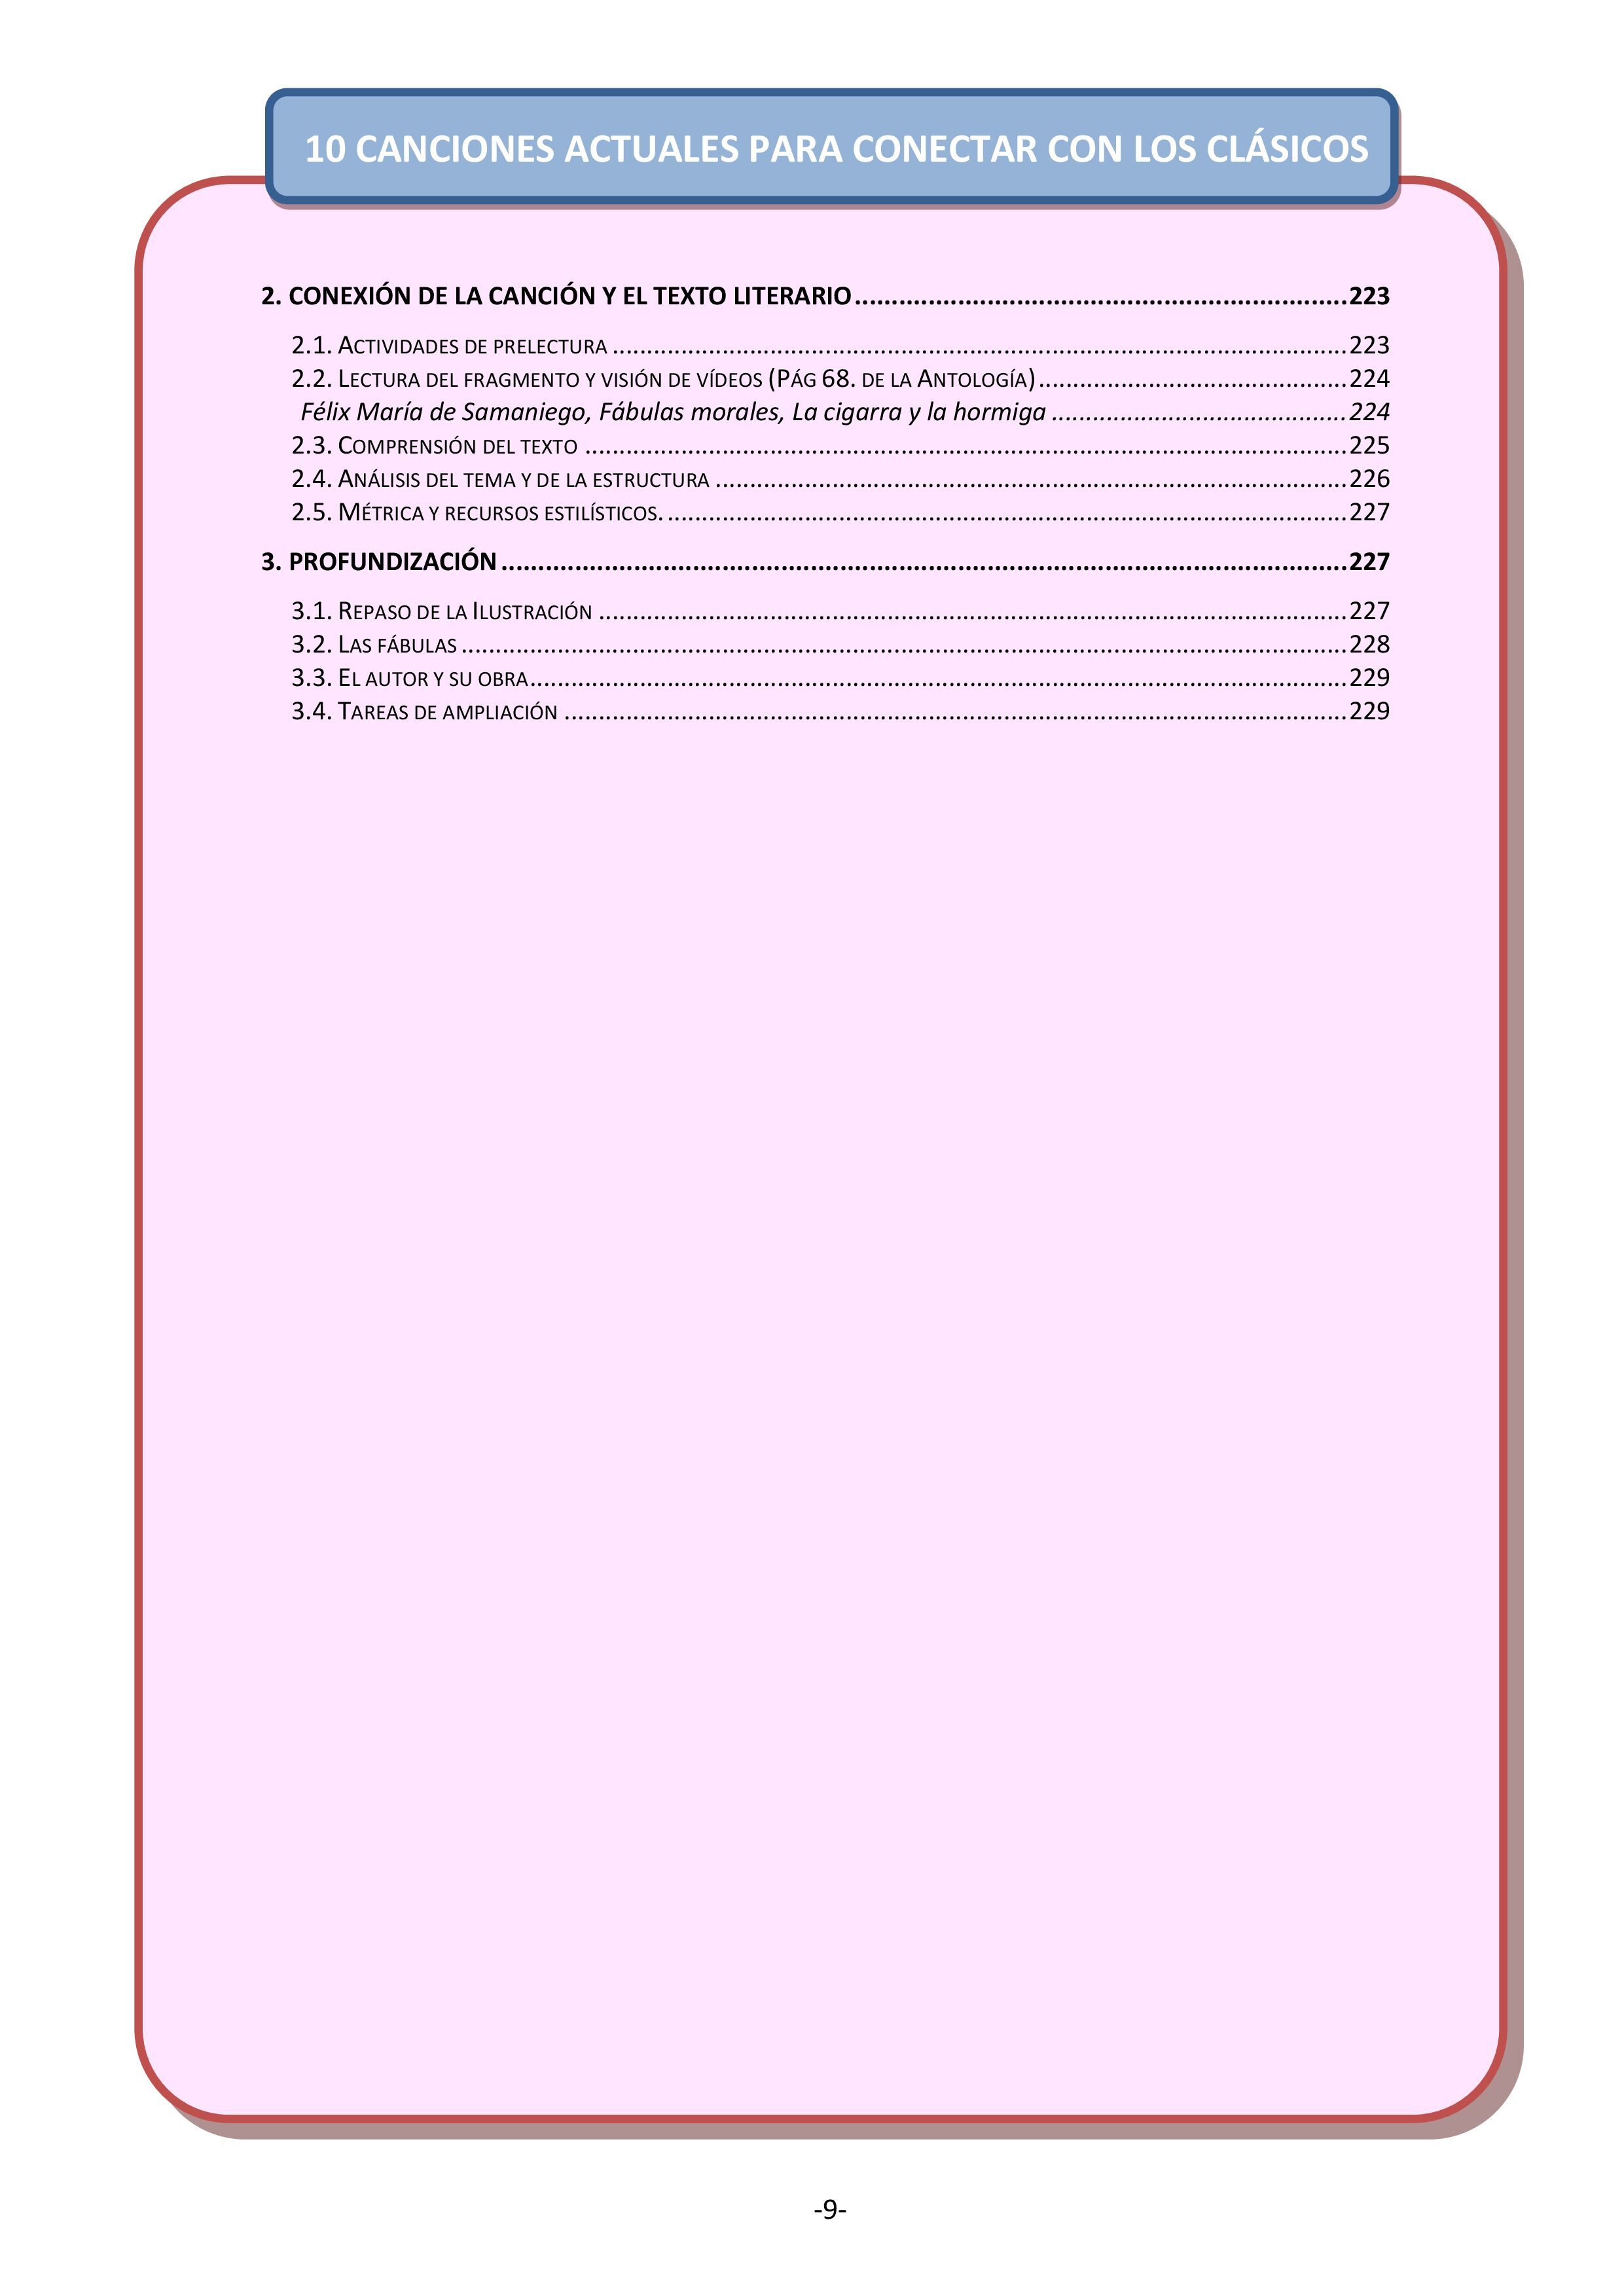 10 CANCIONES ACTUALES PARA CONECTAR CON LOS CLÁSICOS
2. CONEXIÓN DE LA CANCIÓN Y EL TEXTO LITERARIO ........................................................ 223
2.1. ACTIVIDADES DE PRELECTURA ........................................................ 223
2.2. LECTURA DEL FRAGMENTO Y VISIÓN DE VÍDEOS (PÁG 68. DE LA ANTOLOGÍA) ........................................................ 224
Félix María de Samaniego, Fábulas morales, La cigarra y la hormiga ........................................................ 224
2.3. COMPRENSIÓN DEL TEXTO ........................................................ 225
2.4. ANÁLISIS DEL TEMA Y DE LA ESTRUCTURA ........................................................ 226
2.5. MÉTRICA Y RECURSOS ESTILÍSTICOS. ........................................................ 227
3. PROFUNDIZACIÓN ........................................................ 227
3.1. REPASO DE LA ILUSTRACIÓN ........................................................ 227
3.2. LAS FÁBULAS ........................................................ 228
3.3. EL AUTOR Y SU OBRA ........................................................ 229
3.4. TAREAS DE AMPLIACIÓN ........................................................ 229
-9-